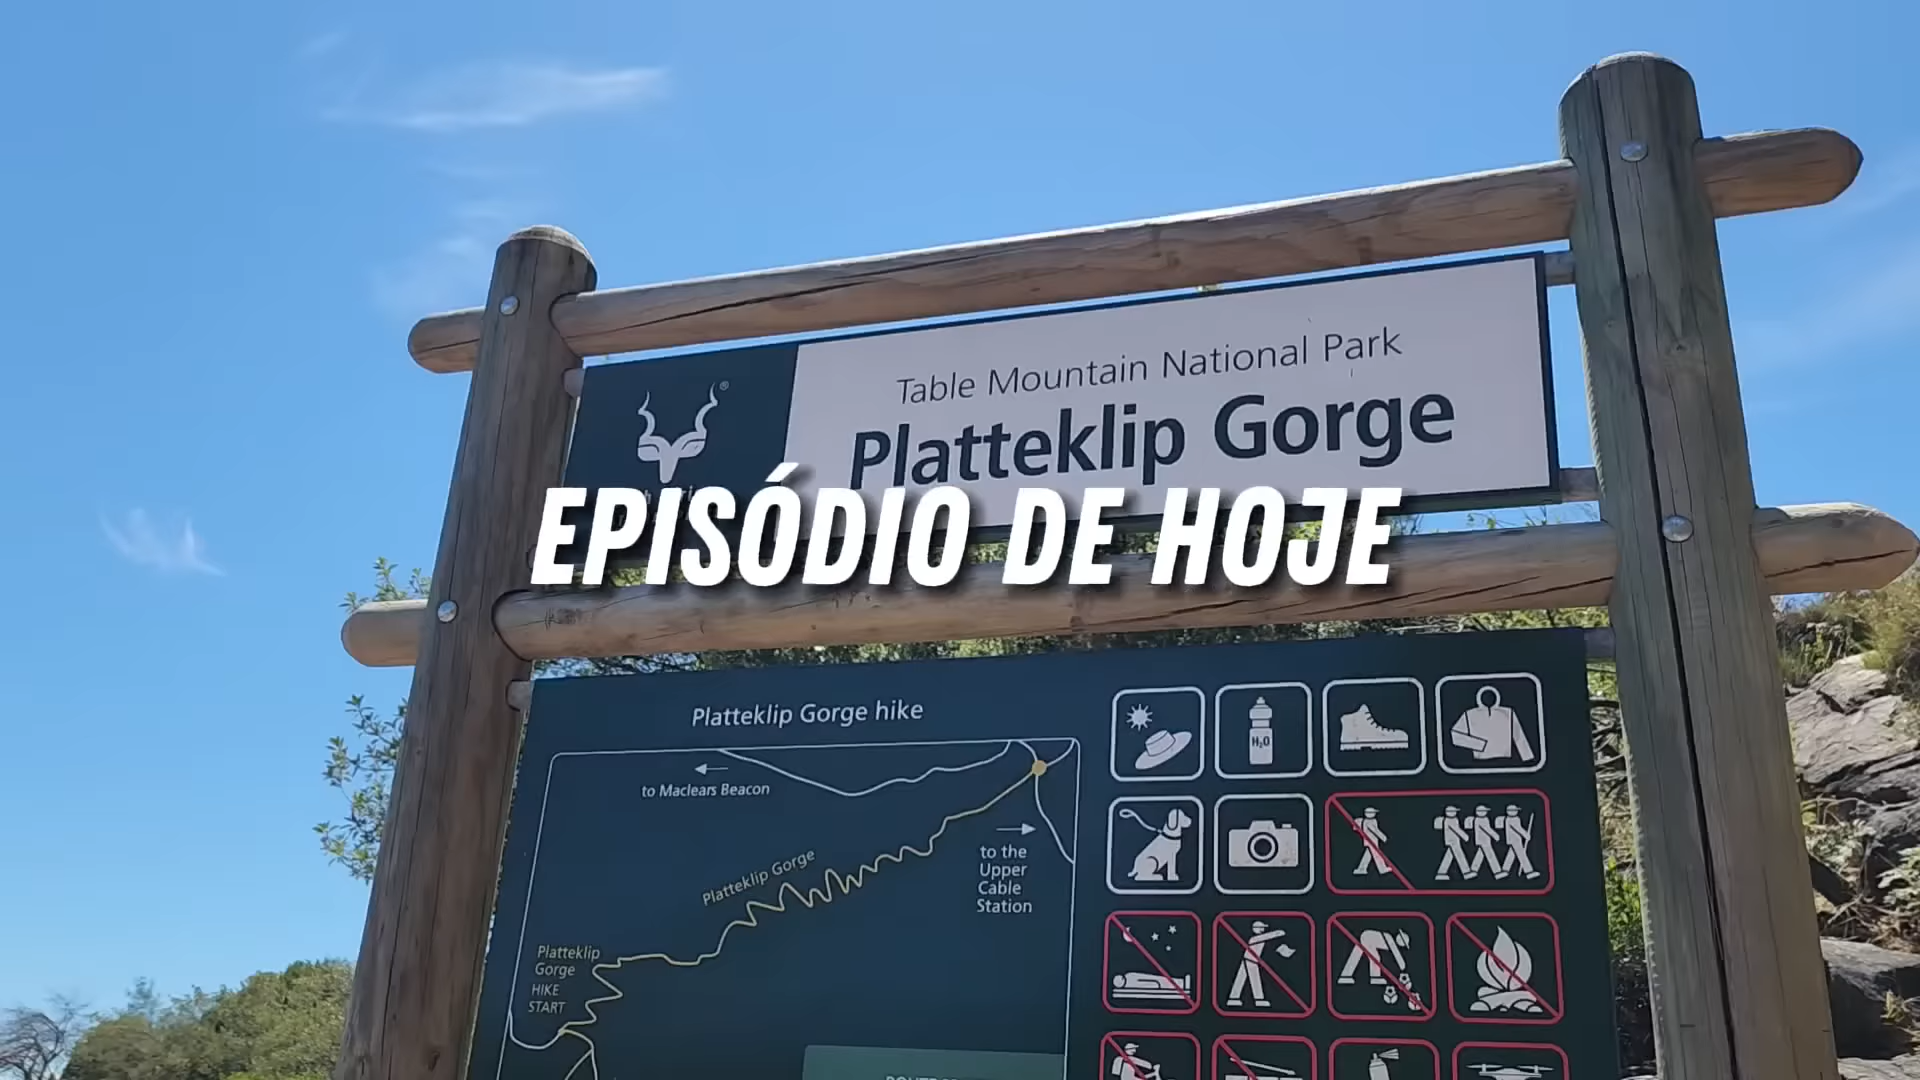 Table Mountain National Park
Platteklip Gorge
EPISÓDIO DE HOJE
Platteklip Gorge hike
to Maclears Beacon
Platteklip Gorge
to the
Upper
Cable
Station
Platteklip
Gorge
HIKE
START
H₂O